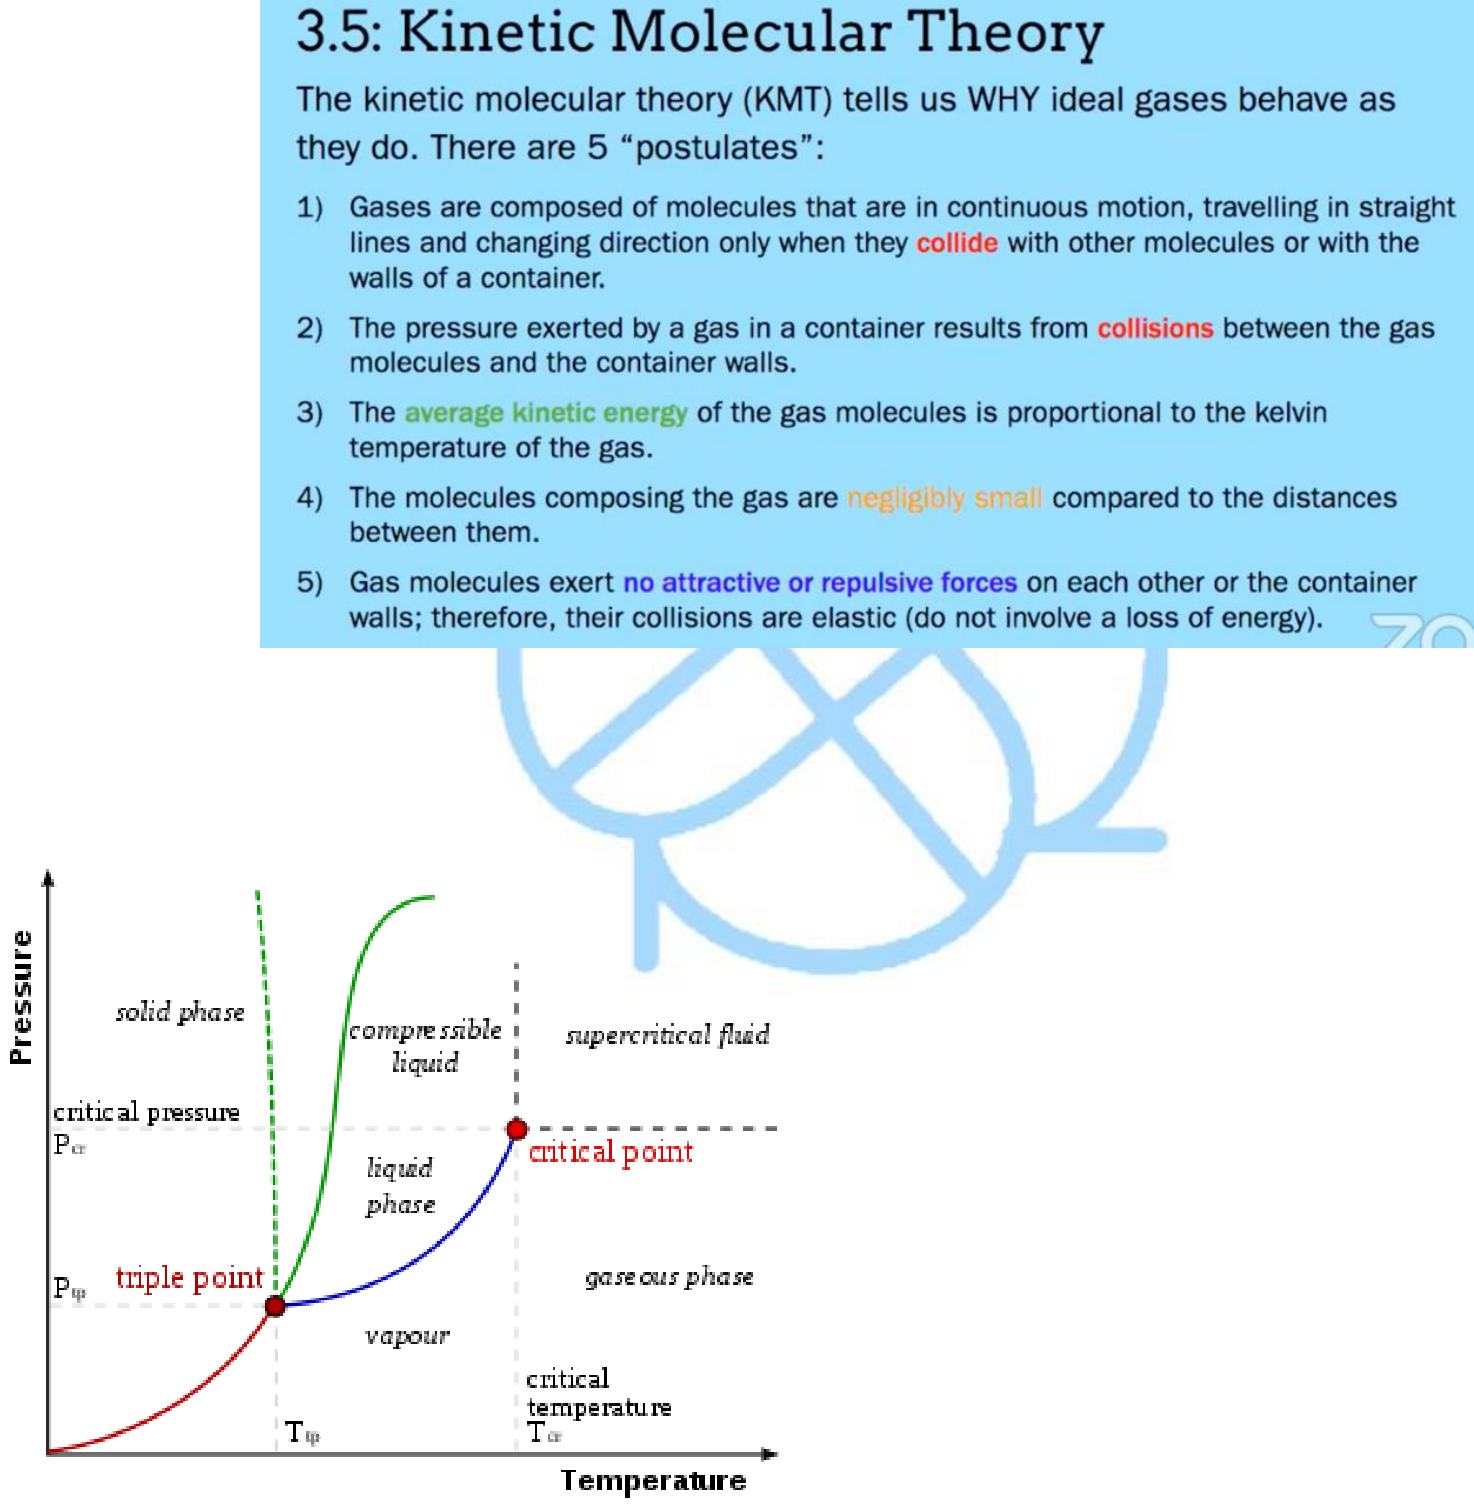 3.5: Kinetic Molecular Theory
The kinetic molecular theory (KMT) tells us WHY ideal gases behave as
they do. There are 5 “postulates”:
1) Gases are composed of molecules that are in continuous motion, travelling in straight
lines and changing direction only when they collide with other molecules or with the
walls of a container.
2) The pressure exerted by a gas in a container results from collisions between the gas
molecules and the container walls.
3) The average kinetic energy of the gas molecules is proportional to the kelvin
temperature of the gas.
4) The molecules composing the gas are negligibly small compared to the distances
between them.
5) Gas molecules exert no attractive or repulsive forces on each other or the container
walls; therefore, their collisions are elastic (do not involve a loss of energy).
Pressure
solid phase
compressible
liquid
supercritical fluid
critical pressure
Pcr
critical point
liquid
phase
Ptp
triple point
gaseous phase
vapour
critical
temperature
Ttp
Tcr
Temperature